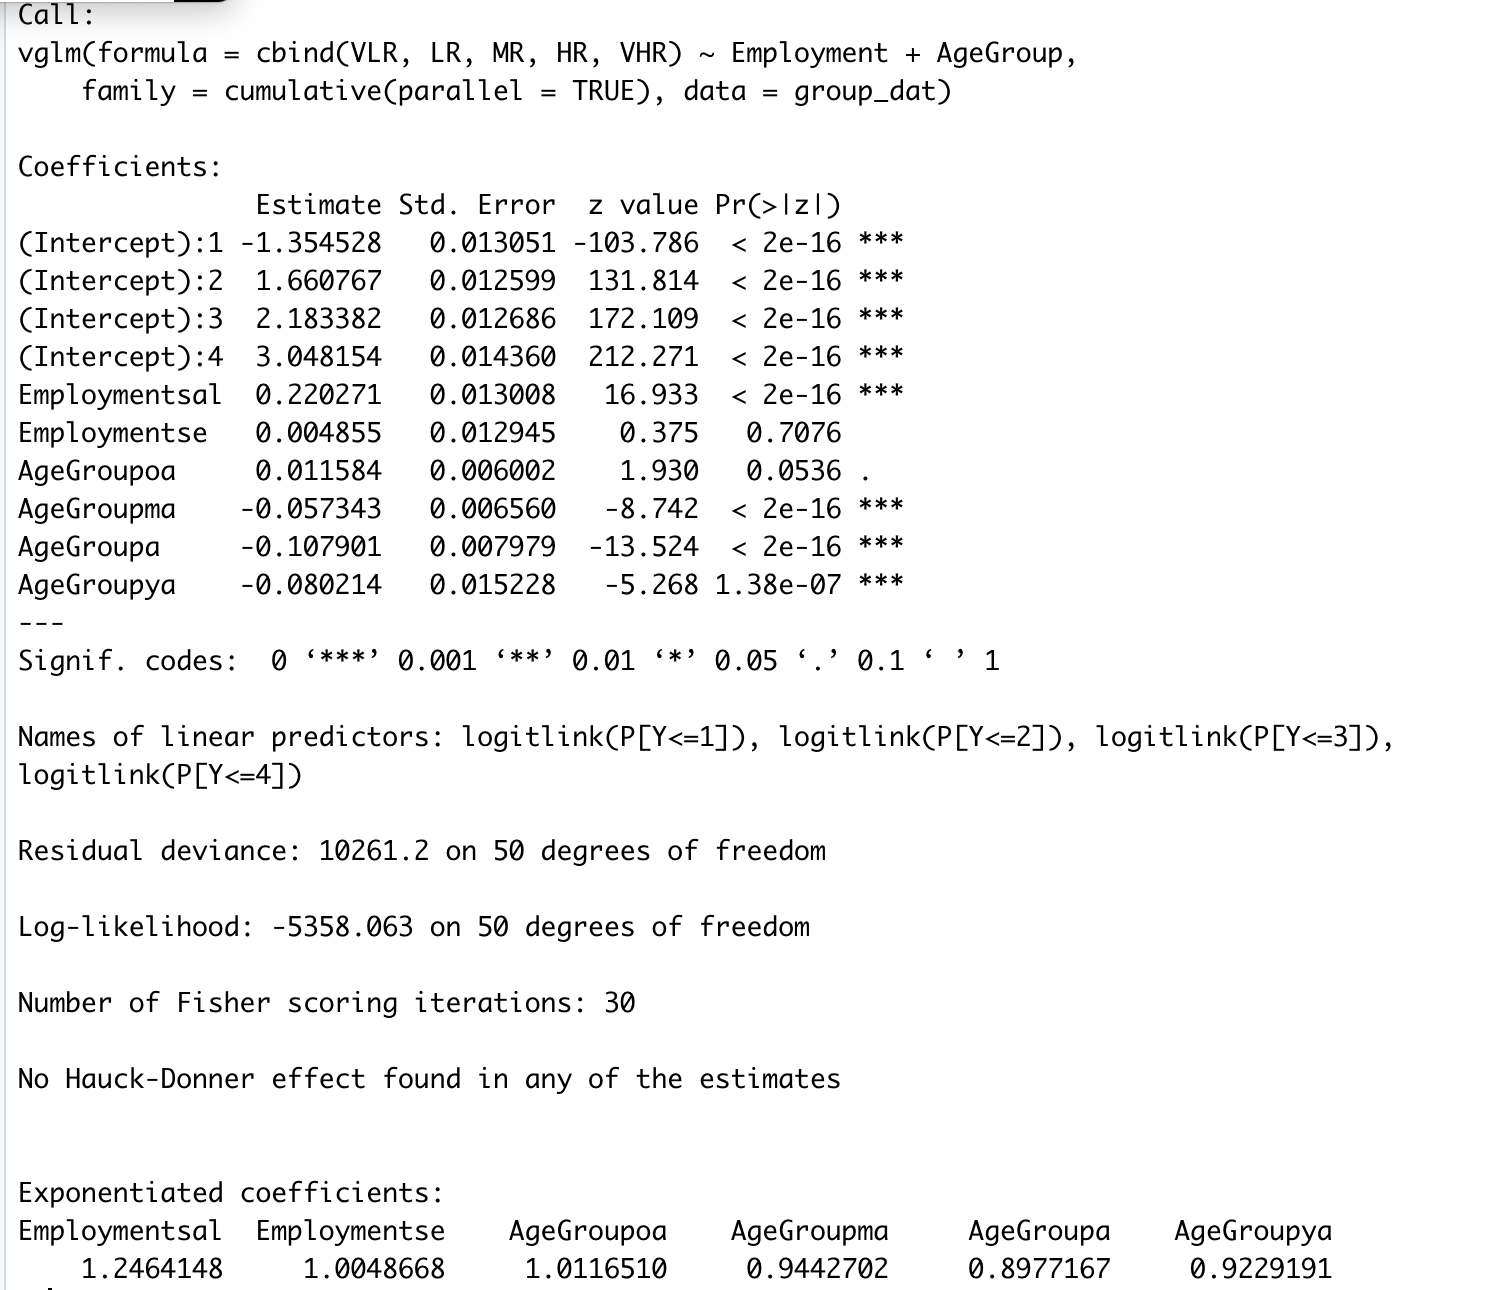 Call:
vglm(formula = cbind(VLR, LR, MR, HR, VHR) ~ Employment + AgeGroup,
    family = cumulative(parallel = TRUE), data = group_dat)

Coefficients:
               Estimate Std. Error  z value Pr(>|z|)
(Intercept):1 -1.354528   0.013051 -103.786  < 2e-16 ***
(Intercept):2  1.660767   0.012599  131.814  < 2e-16 ***
(Intercept):3  2.183382   0.012686  172.109  < 2e-16 ***
(Intercept):4  3.048154   0.014360  212.271  < 2e-16 ***
Employmentsal  0.220271   0.013008   16.933  < 2e-16 ***
Employmentse   0.004855   0.012945    0.375   0.7076
AgeGroupoa     0.011584   0.006002    1.930   0.0536 .
AgeGroupma    -0.057343   0.006560   -8.742  < 2e-16 ***
AgeGroupa     -0.107901   0.007979  -13.524  < 2e-16 ***
AgeGroupya    -0.080214   0.015228   -5.268 1.38e-07 ***
---
Signif. codes:  0 ‘***’ 0.001 ‘**’ 0.01 ‘*’ 0.05 ‘.’ 0.1 ‘ ’ 1

Names of linear predictors: logitlink(P[Y<=1]), logitlink(P[Y<=2]), logitlink(P[Y<=3]),
logitlink(P[Y<=4])

Residual deviance: 10261.2 on 50 degrees of freedom

Log-likelihood: -5358.063 on 50 degrees of freedom

Number of Fisher scoring iterations: 30

No Hauck-Donner effect found in any of the estimates


Exponentiated coefficients:
Employmentsal  Employmentse    AgeGroupoa    AgeGroupma     AgeGroupa    AgeGroupya
    1.2464148     1.0048668     1.0116510     0.9442702     0.8977167     0.9229191